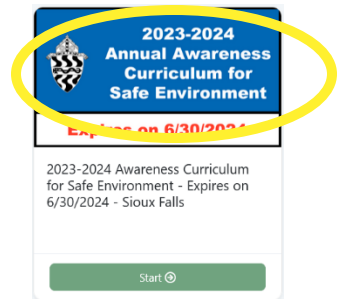 2023-2024
Annual Awareness
Curriculum for
Safe Environment
Expires on 6/30/2024
2023-2024 Awareness Curriculum
for Safe Environment - Expires on
6/30/2024 - Sioux Falls
Start